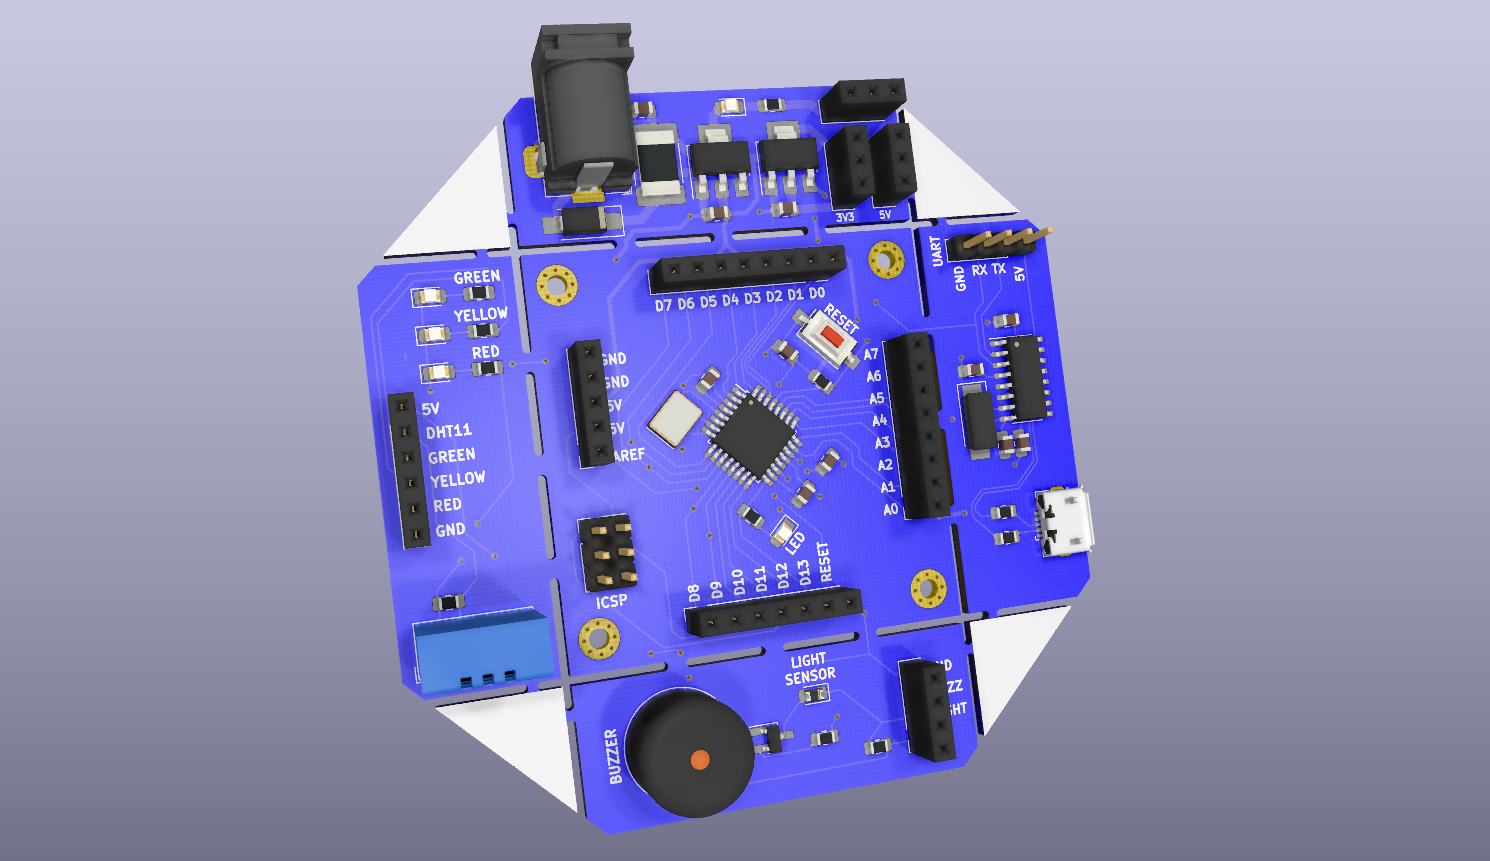 3V3
5V
UART
GND
RX
TX
5V
GREEN
YELLOW
RED
D7
D6
D5
D4
D3
D2
D1
D0
RESET
A7
A6
A5
A4
A3
A2
A1
A0
GND
GND
5V
5V
AREF
5V
DHT11
GREEN
YELLOW
RED
GND
ICSP
LED
D8
D9
D10
D11
D12
D13
RESET
LIGHT
SENSOR
BUZZER